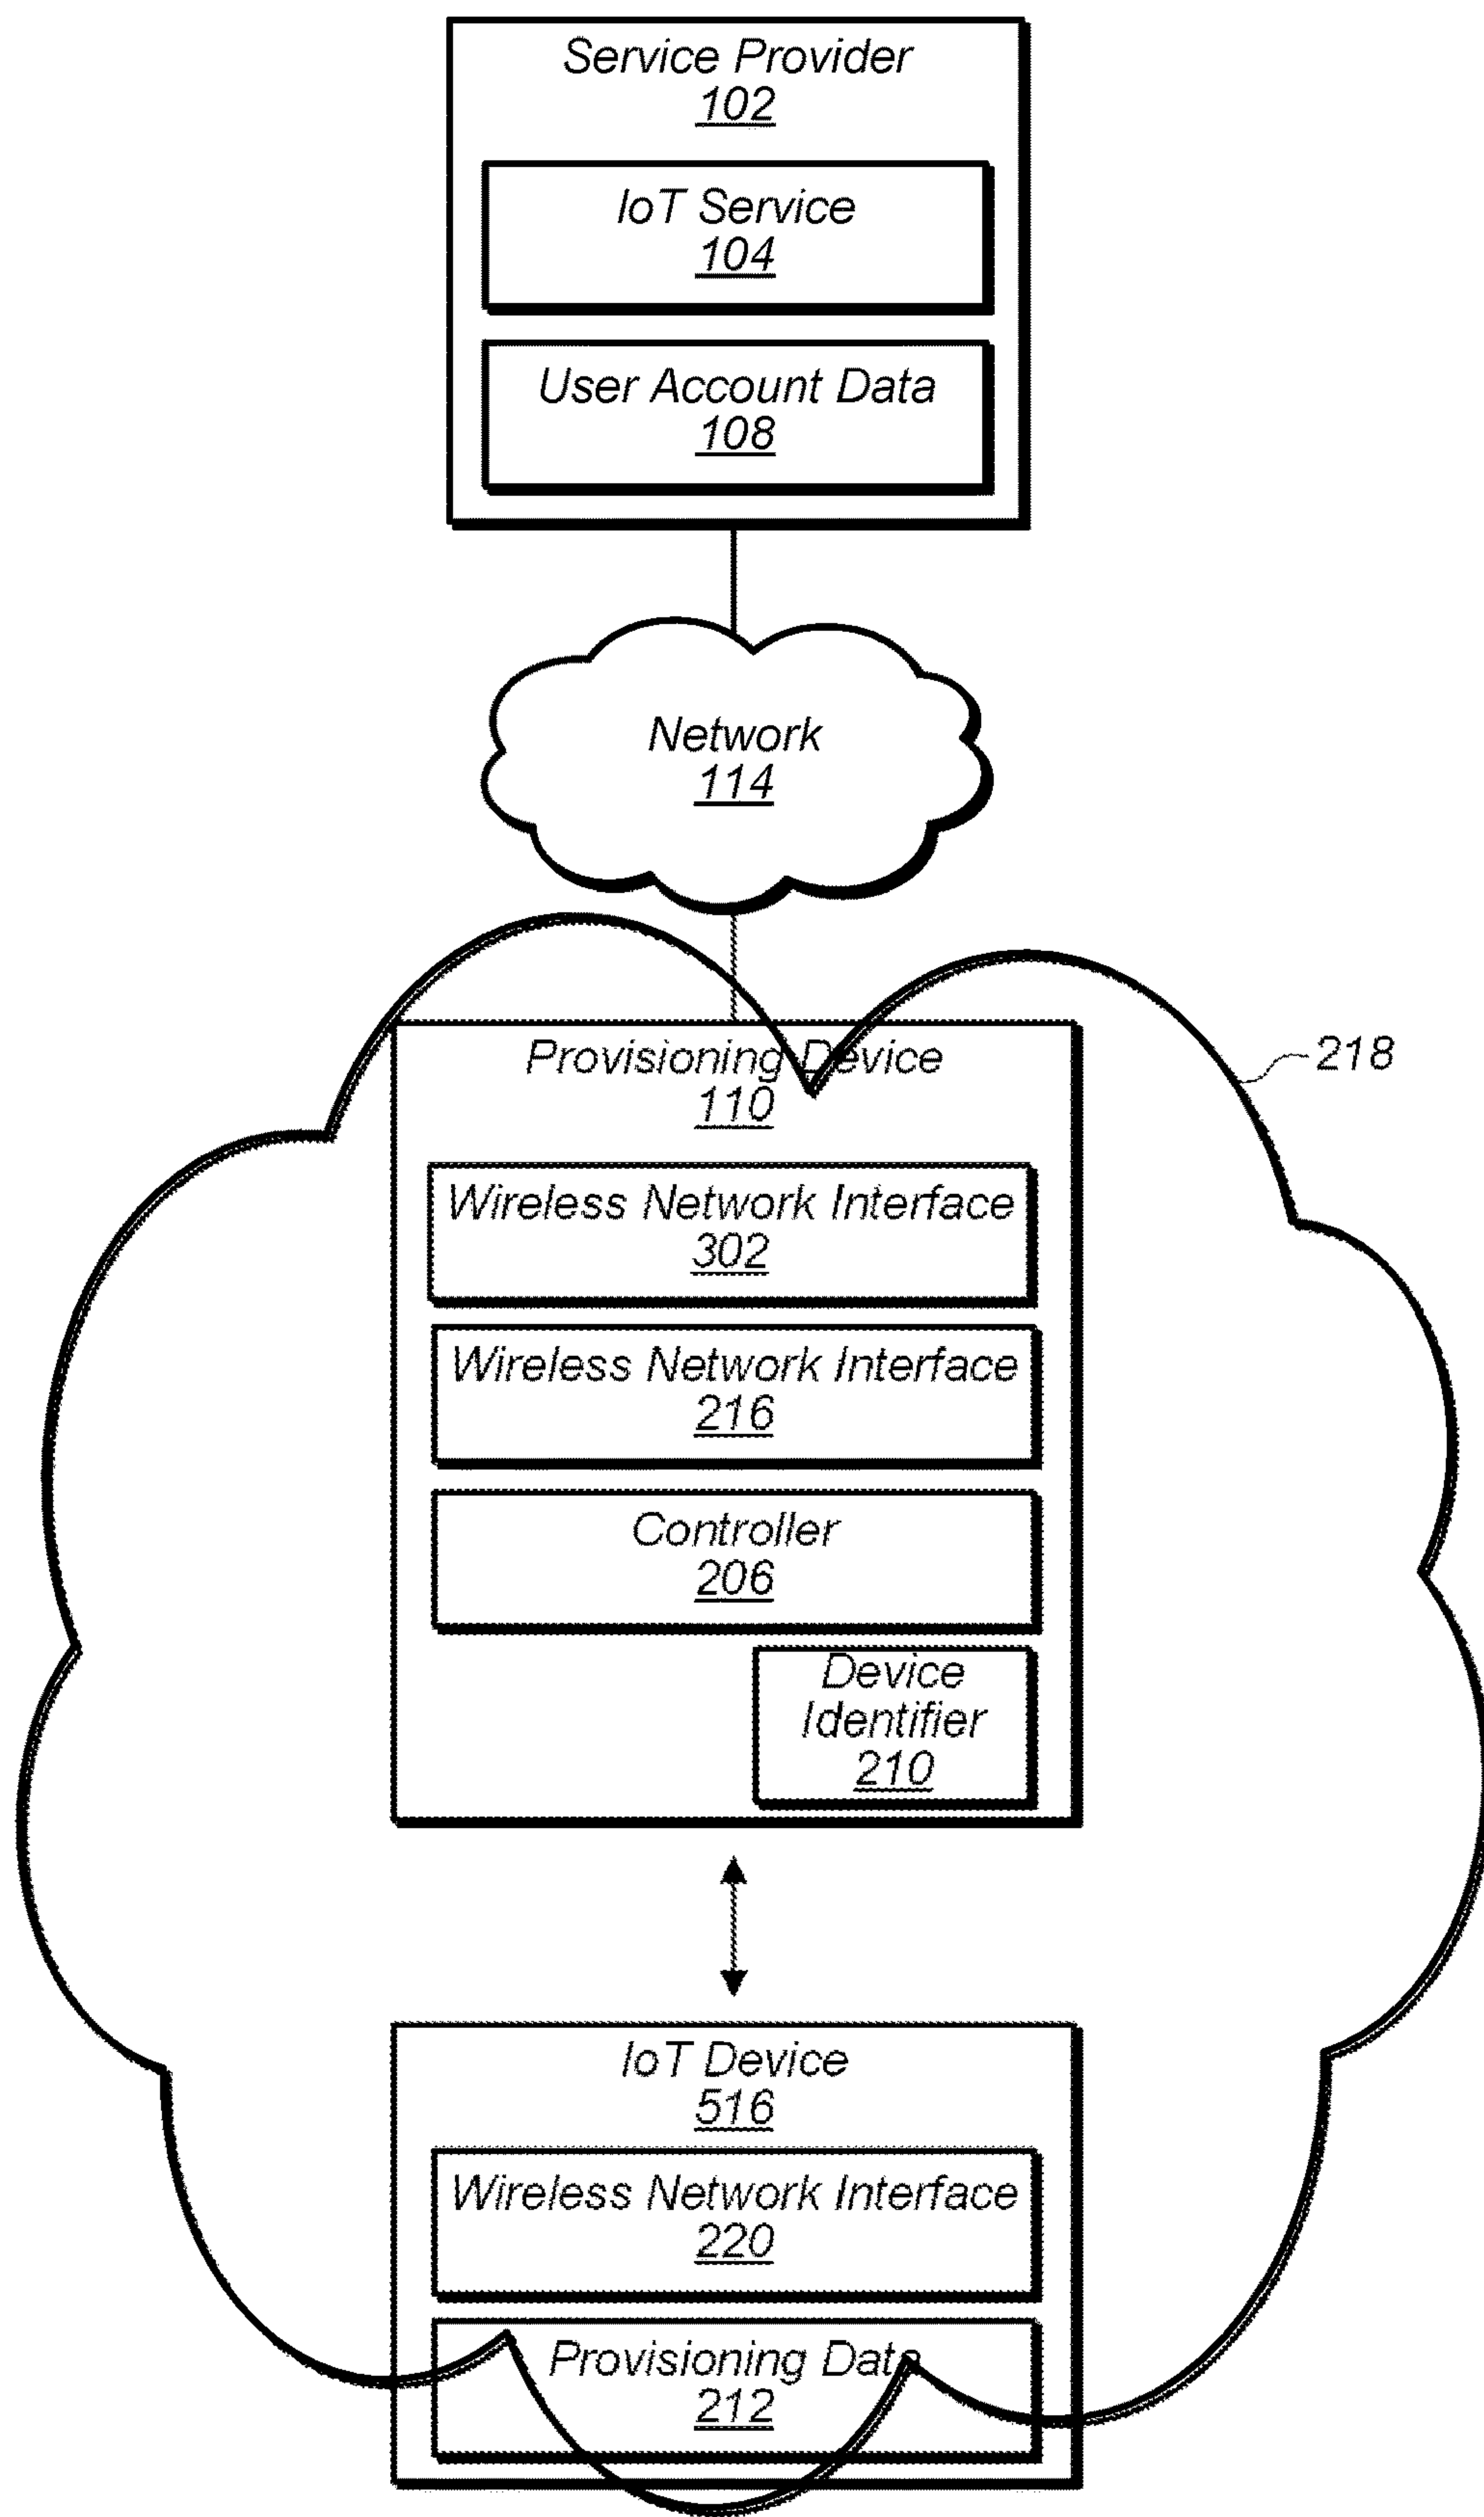 Service Provider
102
IoT Service
104
User Account Data
108
Network
114
Provisioning Device
110
218
Wireless Network Interface
302
Wireless Network Interface
216
Controller
206
Device
Identifier
210
IoT Device
516
Wireless Network Interface
220
Provisioning Data
212